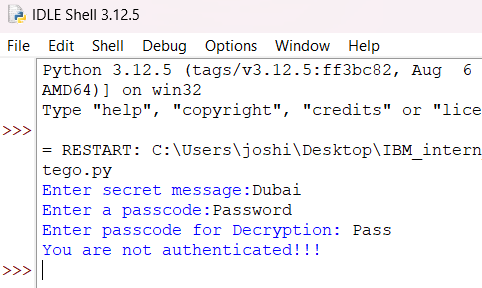 IDLE Shell 3.12.5
File Edit Shell Debug Options Window Help
Python 3.12.5 (tags/v3.12.5:ff3bc82, Aug 6
AMD64)] on win32
Type "help", "copyright", "credits" or "lice
>>>
= RESTART: C:\Users\joshi\Desktop\IBM_intern
tego.py
Enter secret message:Dubai
Enter a passcode:Password
Enter passcode for Decryption: Pass
You are not authenticated!!!
>>>